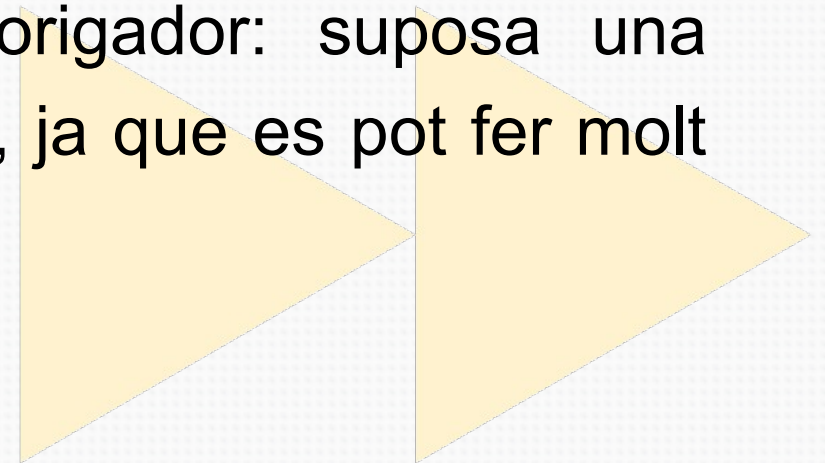 origador: suposa una
, ja que es pot fer molt